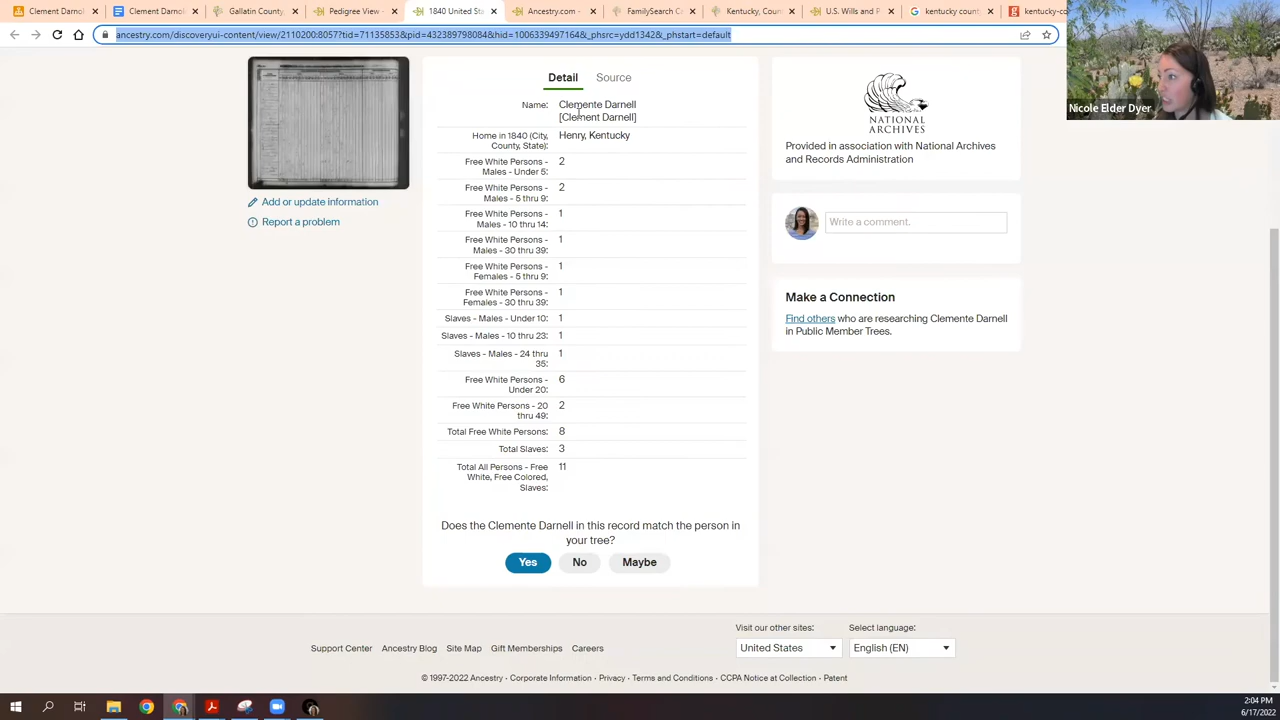 Clement Darnell
Clement Darnell
Gallatin County,
Pedigree View -
1840 United Sta
Ancestry.com -
FamilySearch C
Kentucky, Coun
U.S. Wills and P
kentucky county
kentucky-co
ancestry.com/discoveryui-content/view/2110200:8057?tid=71135853&pid=432389798084&hid=1006339497164&_phsrc=ydd1342&_phstart=default
Nicole Elder Dyer
Detail
Source
Name: Clemente Darnell
[Clement Darnell]
Home in 1840 (City, Henry, Kentucky
County, State):
Free White Persons - 2
Males - Under 5:
Free White Persons - 2
Males - 5 thru 9:
Free White Persons - 1
Males - 10 thru 14:
Free White Persons - 1
Males - 30 thru 39:
Free White Persons - 1
Females - 5 thru 9:
Free White Persons - 1
Females - 30 thru 39:
Slaves - Males - Under 10: 1
Slaves - Males - 10 thru 23: 1
Slaves - Males - 24 thru 1
35:
Free White Persons - 6
Under 20:
Free White Persons - 20 2
thru 49:
Total Free White Persons: 8
Total Slaves: 3
Total All Persons - Free 11
White, Free Colored,
Slaves:
Does the Clemente Darnell in this record match the person in
your tree?
Yes
No
Maybe
Add or update information
Report a problem
NATIONAL
ARCHIVES
Provided in association with National Archives
and Records Administration
Write a comment.
Make a Connection
Find others who are researching Clemente Darnell
in Public Member Trees.
Visit our other sites:
Select language:
United States
English (EN)
Support Center
Ancestry Blog
Site Map
Gift Memberships
Careers
© 1997-2022 Ancestry · Corporate Information · Privacy · Terms and Conditions · CCPA Notice at Collection · Patent
2:04 PM
6/17/2022